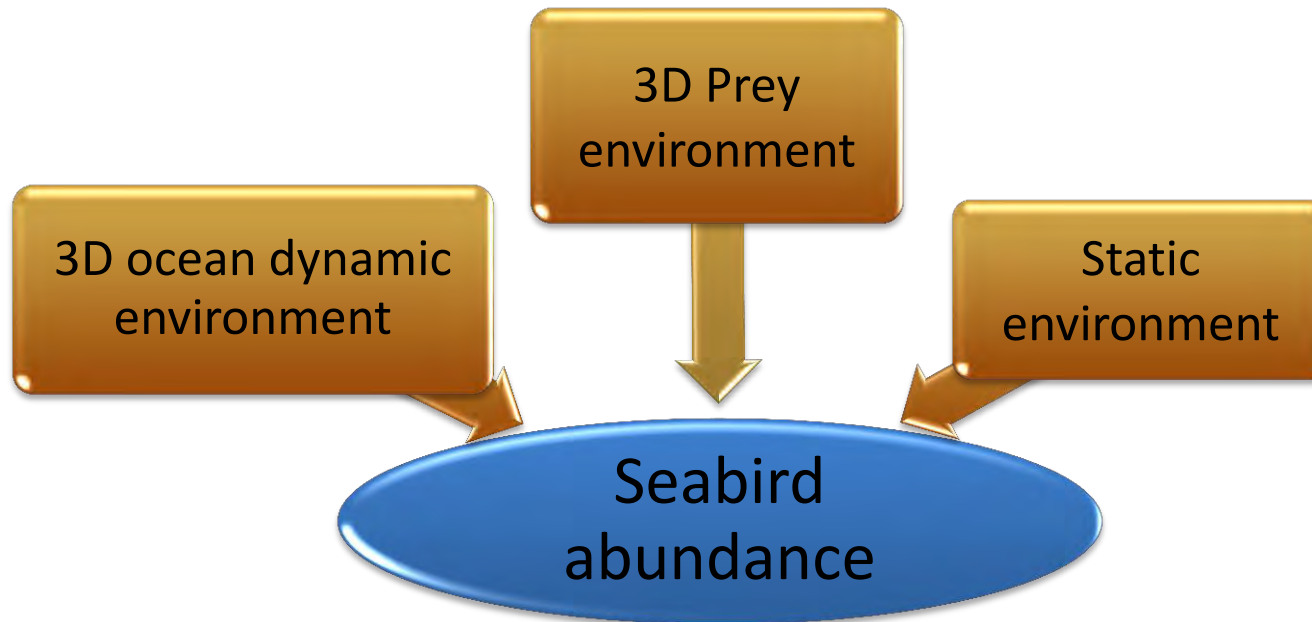 3D Prey
environment
3D ocean dynamic
environment
Static
environment
Seabird
abundance